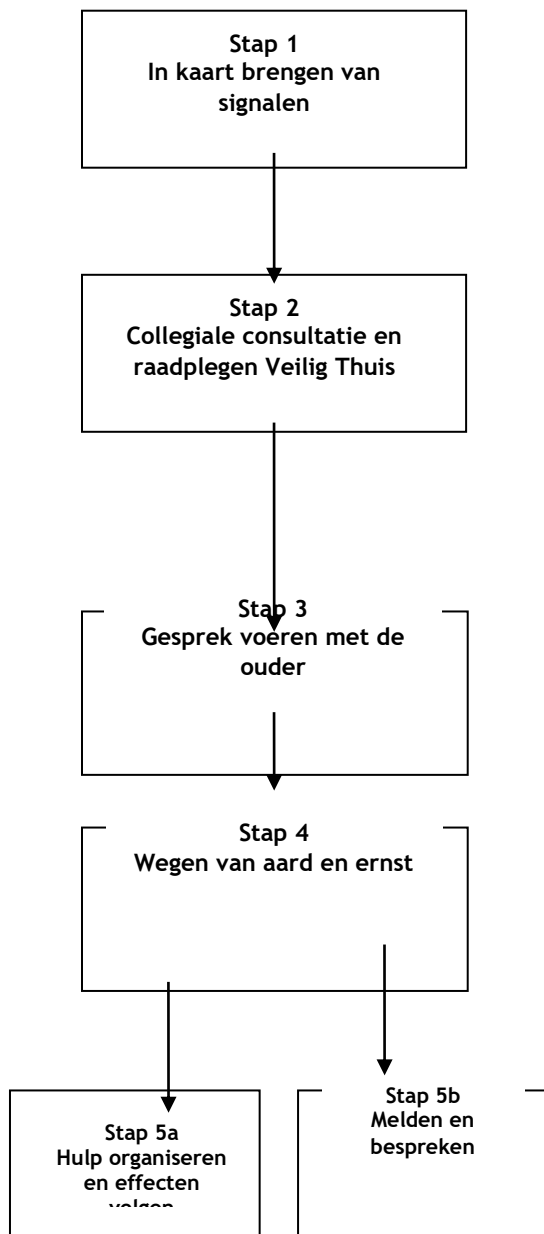 Stap 1
In kaart brengen van
signalen
Stap 2
Collegiale consultatie en
raadplegen Veilig Thuis
Stap 3
Gesprek voeren met de
ouder
Stap 4
Wegen van aard en ernst
Stap 5a
Hulp organiseren
en effecten
volgen
Stap 5b
Melden en
bespreken